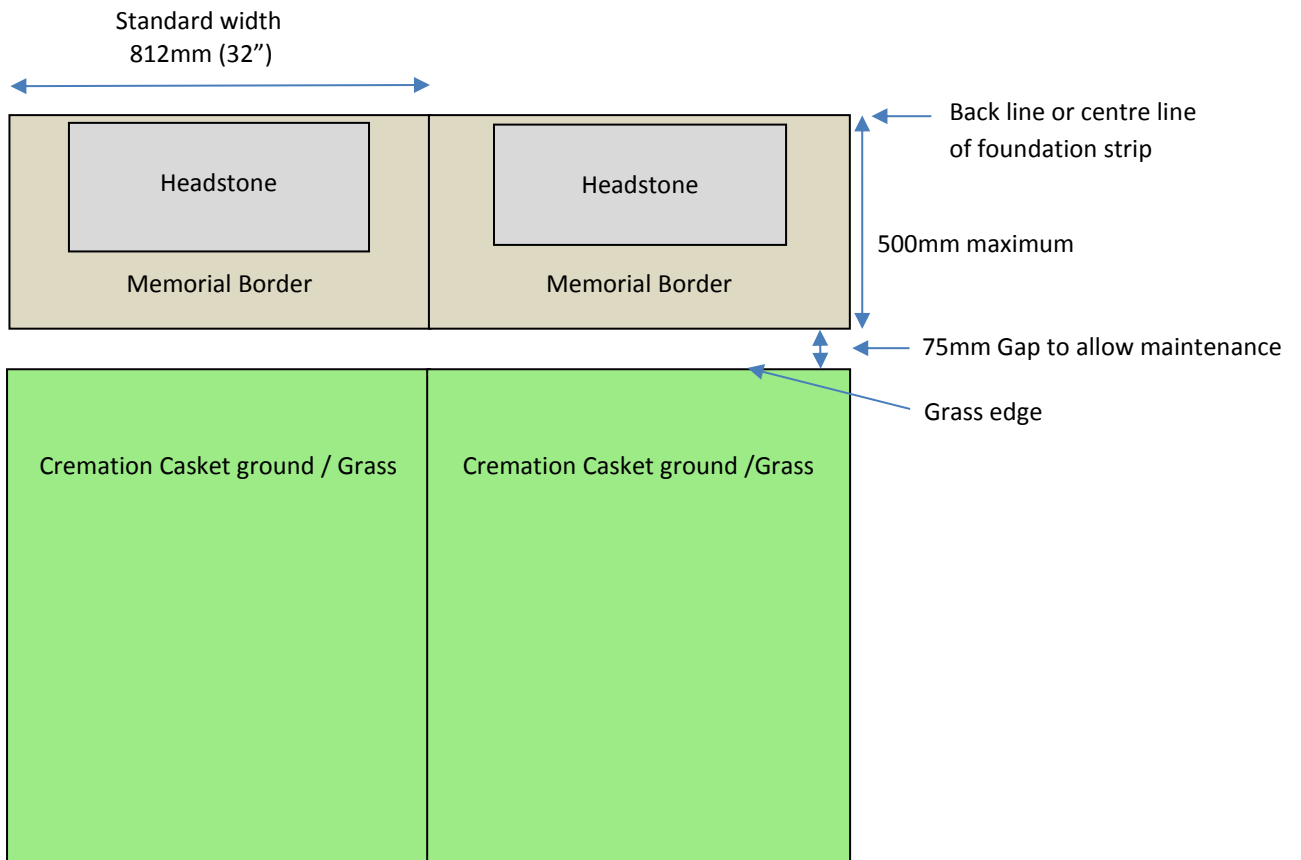 Standard width
812mm (32”)
Back line or centre line
of foundation strip
Headstone
Headstone
500mm maximum
Memorial Border
Memorial Border
75mm Gap to allow maintenance
Grass edge
Cremation Casket ground / Grass
Cremation Casket ground /Grass